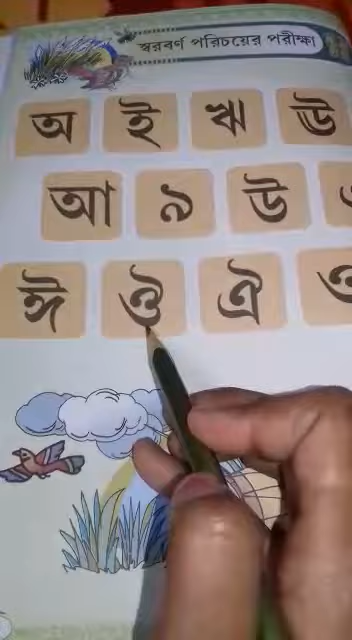 স্বরবর্ণ পরিচয়ের পরীক্ষা
অ ই ঋ ঊ
আ ৯ উ
ঈ ঔ ঐ